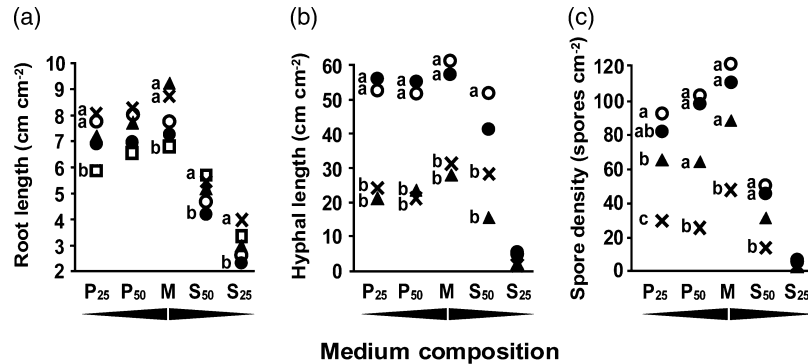 (a)
Root length (cm cm⁻²)
10
9
8
7
6
5
4
3
2
a
a
b
a
a
b
a
b
a
b
P₂₅ P₅₀ M S₅₀ S₂₅
(b)
Hyphal length (cm cm⁻²)
60
50
40
30
20
10
0
a
a
b
b
a
a
b
b
a
a
b
b
a
b
b
P₂₅ P₅₀ M S₅₀ S₂₅
(c)
Spore density (spores cm⁻²)
120
100
80
60
40
20
0
a
ab
b
c
a
a
a
b
a
a
a
b
a
a
b
P₂₅ P₅₀ M S₅₀ S₂₅
Medium composition